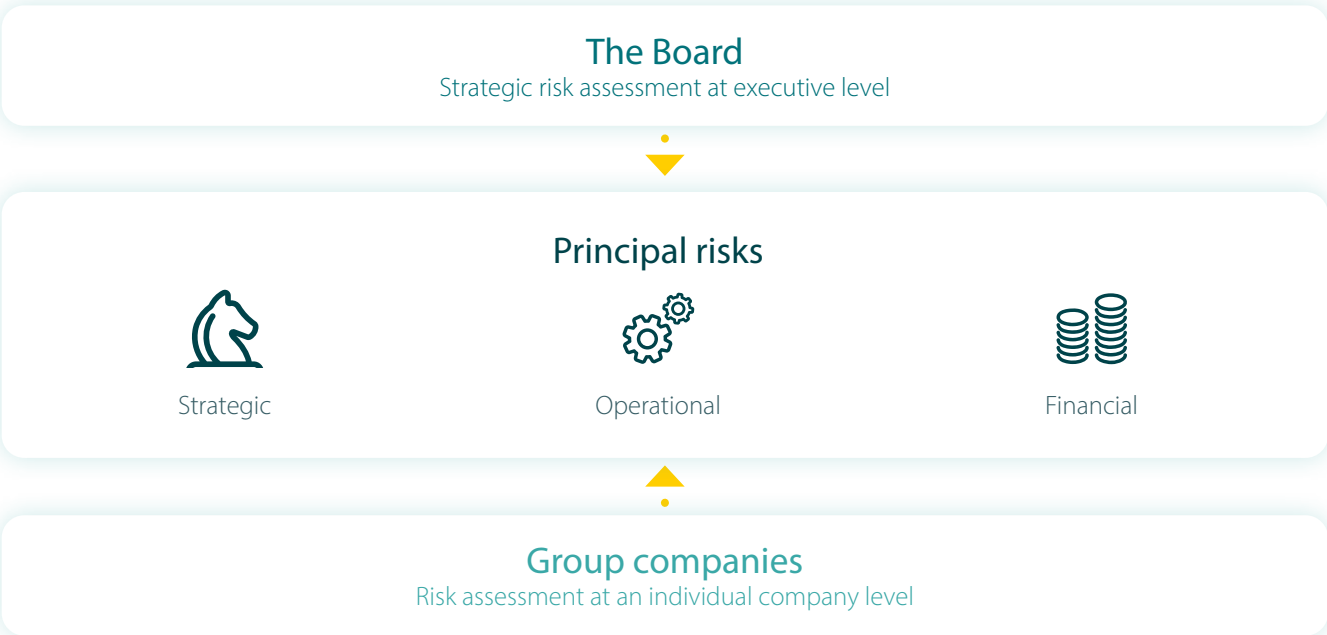 The Board
Strategic risk assessment at executive level
Principal risks
Strategic
Operational
Financial
Group companies
Risk assessment at an individual company level